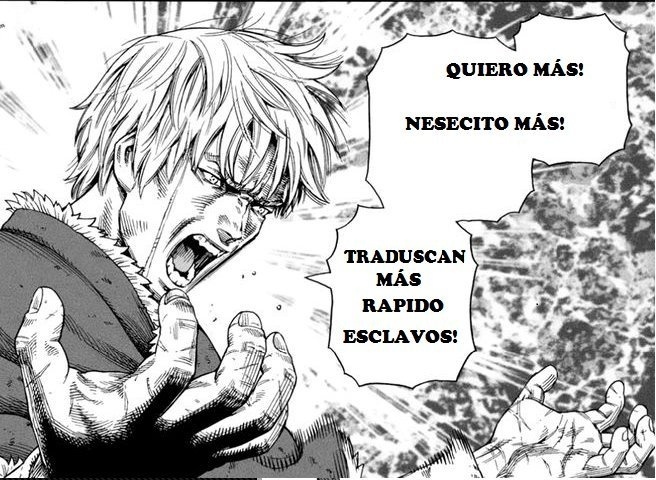 QUIERO MÁS!
NESECITO MÁS!
TRADUSCAN
MÁS
RAPIDO
ESCLAVOS!